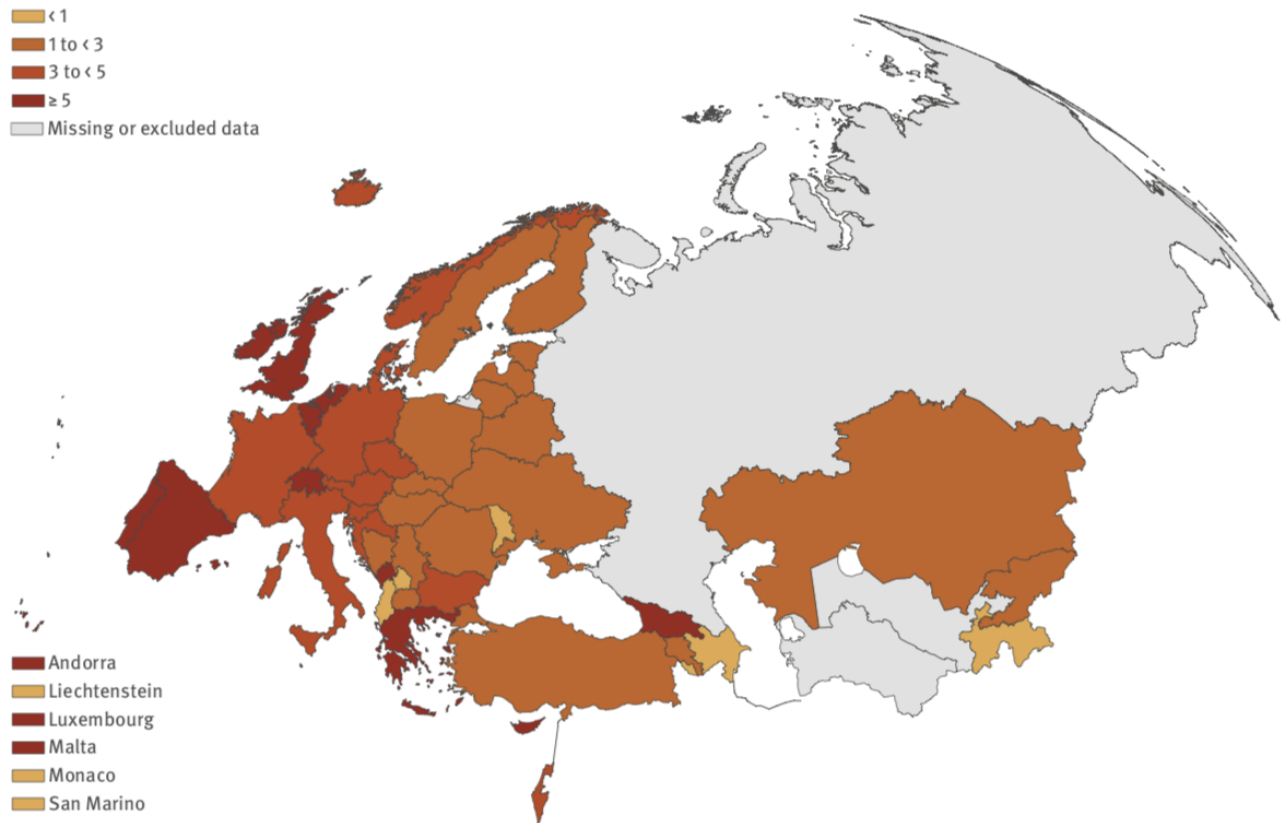 < 1
1 to < 3
3 to < 5
≥ 5
Missing or excluded data
Andorra
Liechtenstein
Luxembourg
Malta
Monaco
San Marino